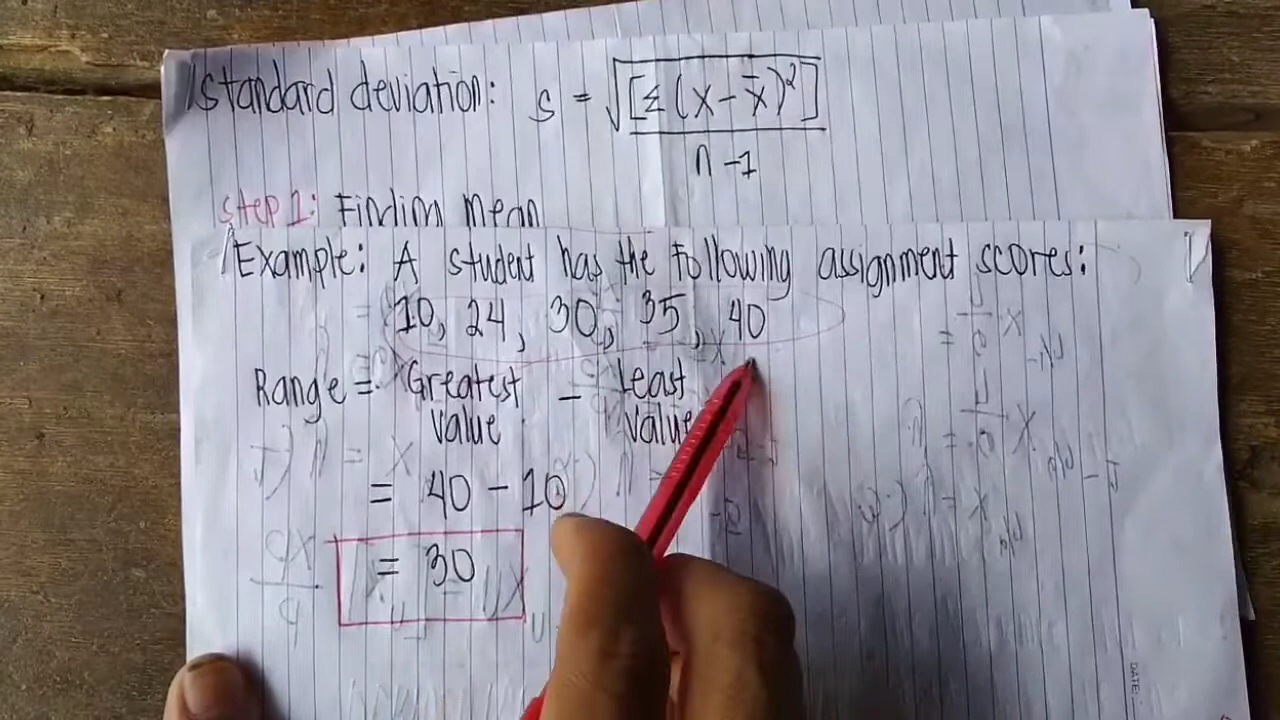 Standard deviation: s = √[Σ(x-x̄)²]
n-1
Step 1: Finding mean
Example: A student has the following assignment scores:
10, 24, 30, 35, 40
Range = Greatest value - Least value
= 40 - 10
= 30
DATE: